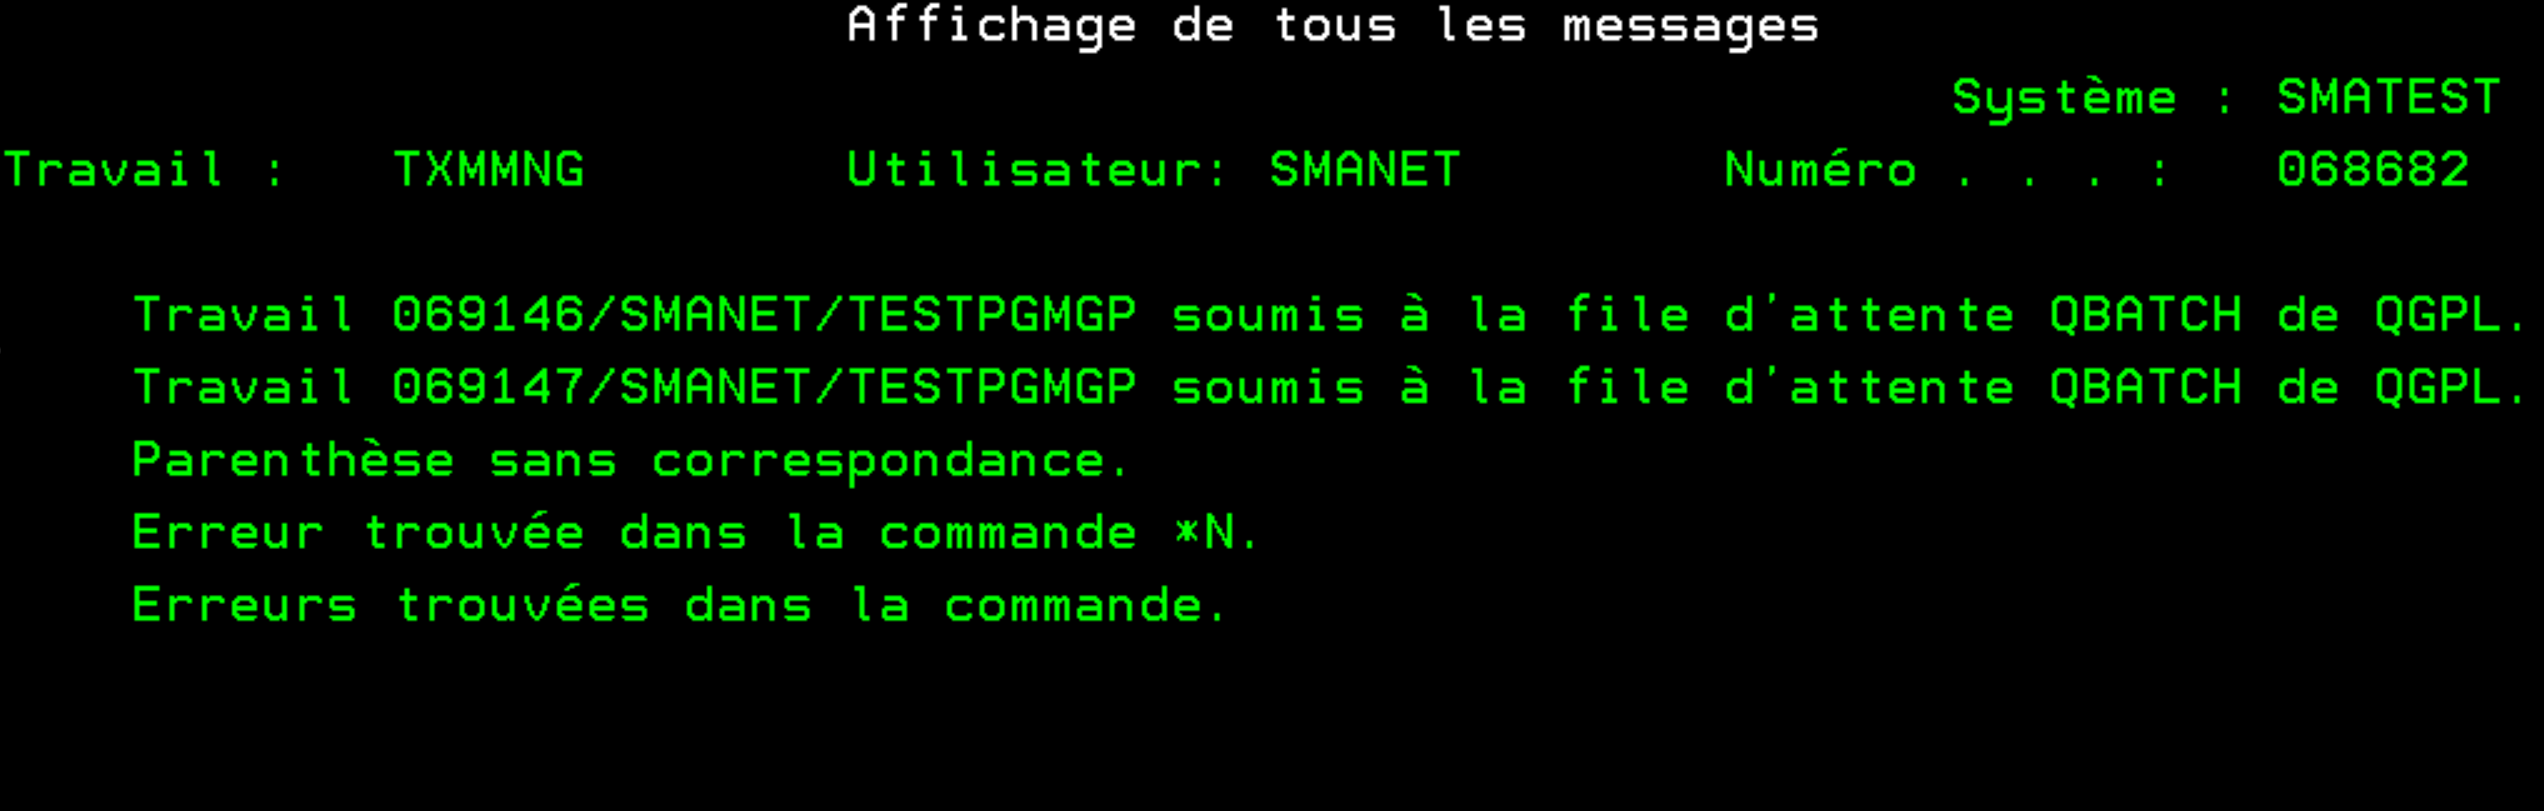 Affichage de tous les messages
Système : SMATEST
Travail : TXMMNG Utilisateur: SMANET Numéro . . . : 068682
Travail 069146/SMANET/TESTPGMGP soumis à la file d'attente QBATCH de QGPL.
Travail 069147/SMANET/TESTPGMGP soumis à la file d'attente QBATCH de QGPL.
Parenthèse sans correspondance.
Erreur trouvée dans la commande *N.
Erreurs trouvées dans la commande.